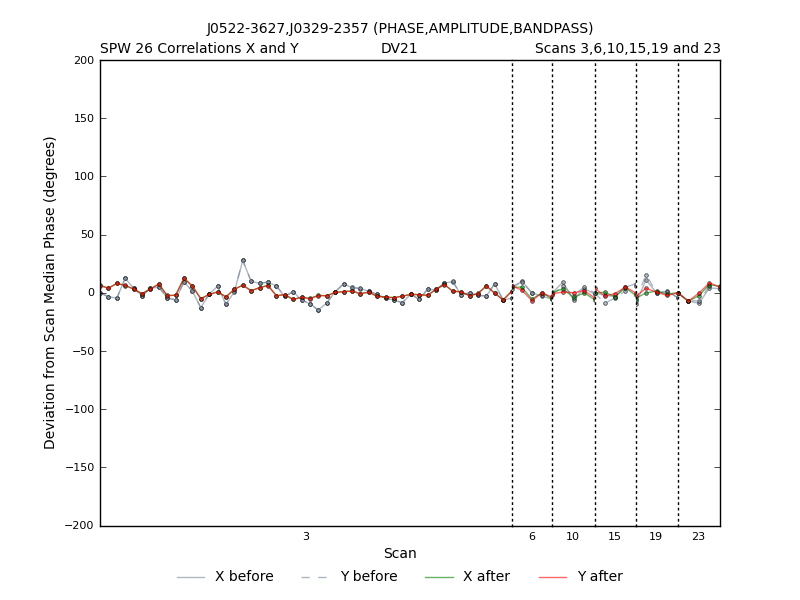 J0522-3627,J0329-2357 (PHASE,AMPLITUDE,BANDPASS)
SPW 26 Correlations X and Y DV21 Scans 3,6,10,15,19 and 23
200
150
100
50
0
−50
−100
−150
−200
Deviation from Scan Median Phase (degrees)
3 6 10 15 19 23
Scan
X before Y before X after Y after